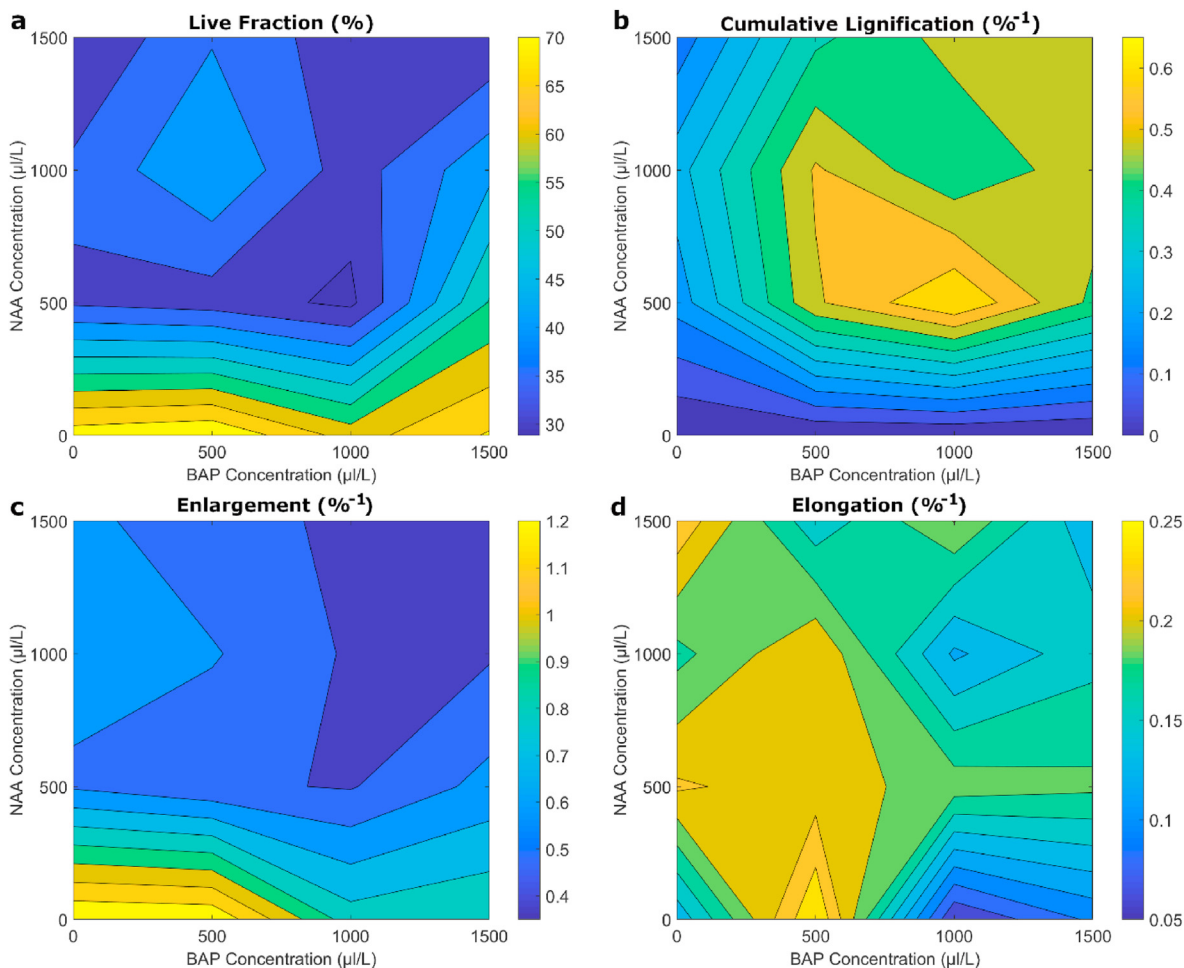 a
Live Fraction (%)
1500
1000
500
0
NAA Concentration (µl/L)
0 500 1000 1500
BAP Concentration (µl/L)
70
65
60
55
50
45
40
35
30
b
Cumulative Lignification (%-1)
1500
1000
500
0
NAA Concentration (µl/L)
0 500 1000 1500
BAP Concentration (µl/L)
0.6
0.5
0.4
0.3
0.2
0.1
0
c
Enlargement (%-1)
1500
1000
500
0
NAA Concentration (µl/L)
0 500 1000 1500
BAP Concentration (µl/L)
1.2
1.1
1
0.9
0.8
0.7
0.6
0.5
0.4
d
Elongation (%-1)
1500
1000
500
0
NAA Concentration (µl/L)
0 500 1000 1500
BAP Concentration (µl/L)
0.25
0.2
0.15
0.1
0.05